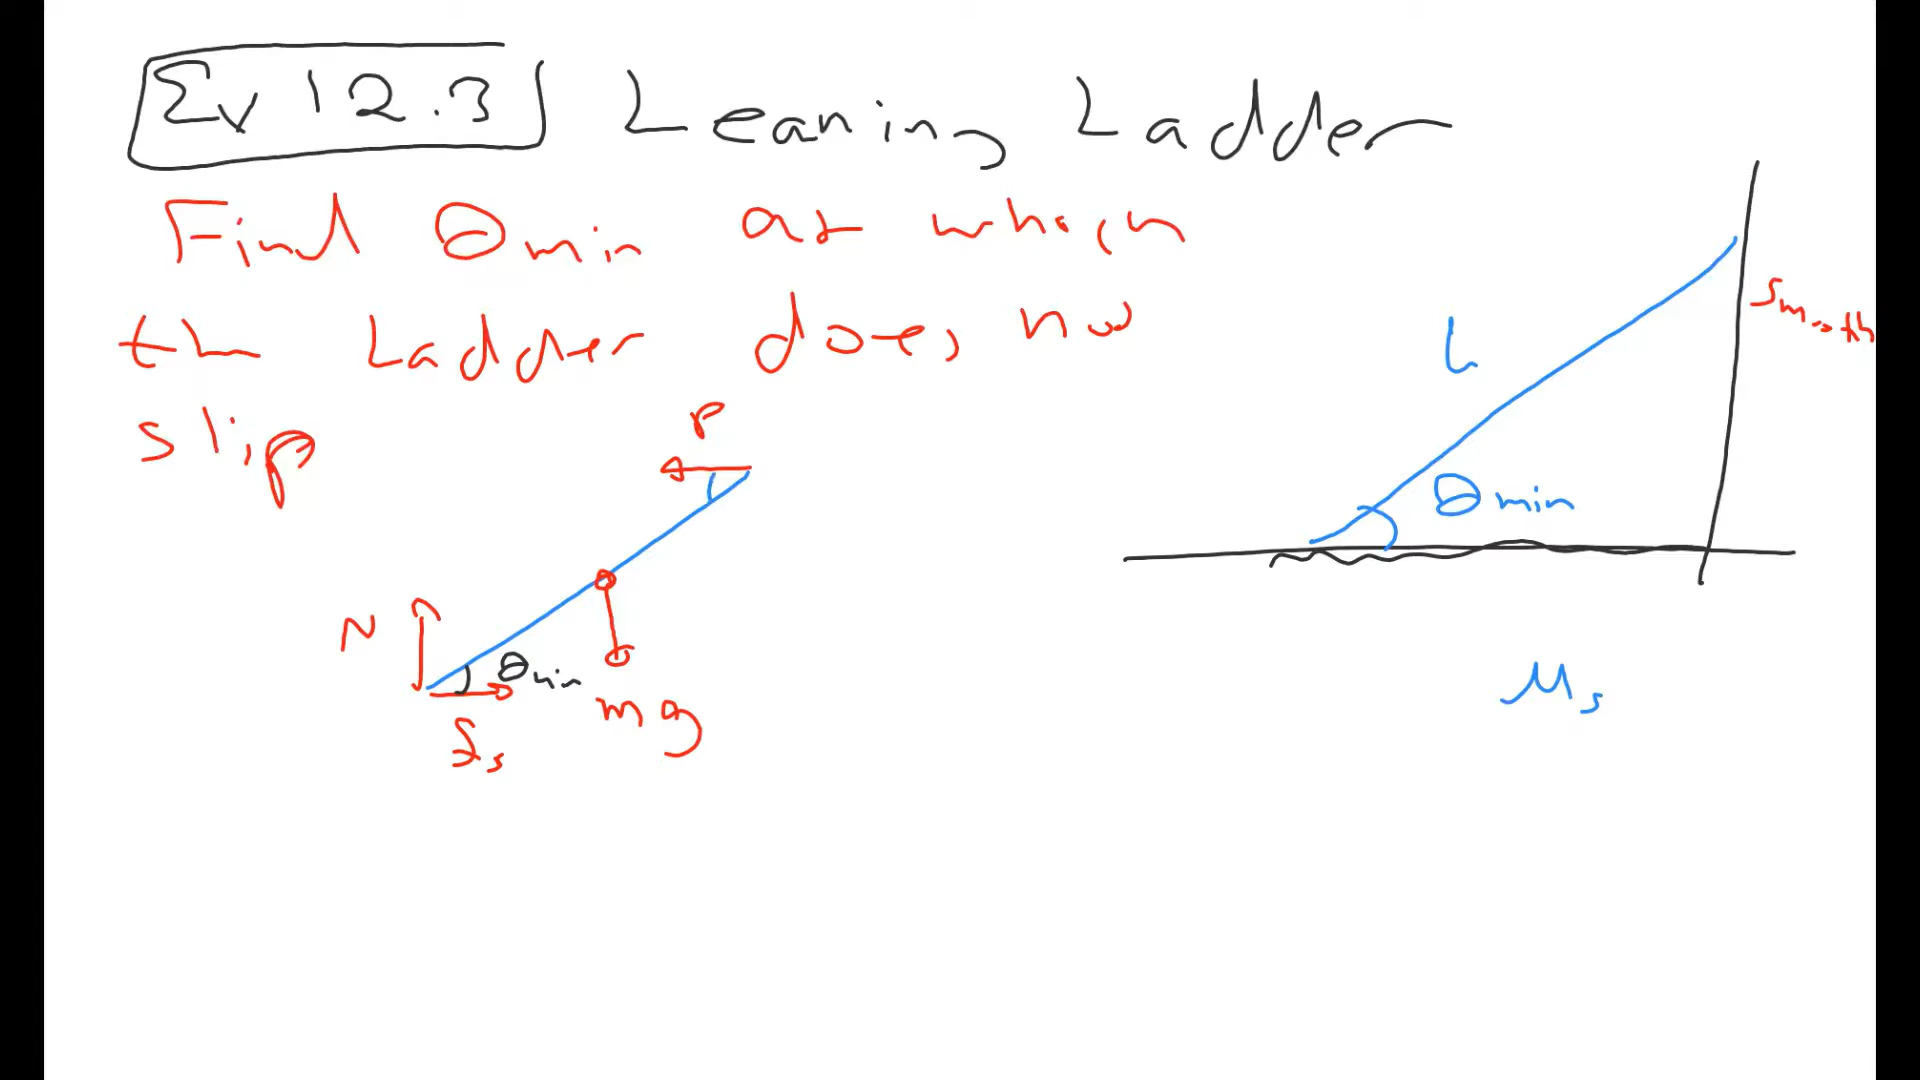 Ex 12.3 Leaning Ladder
Find θmin at which
the Ladder does not
slip
smooth
L
θmin
P
N
θmin
mg
fs
μs